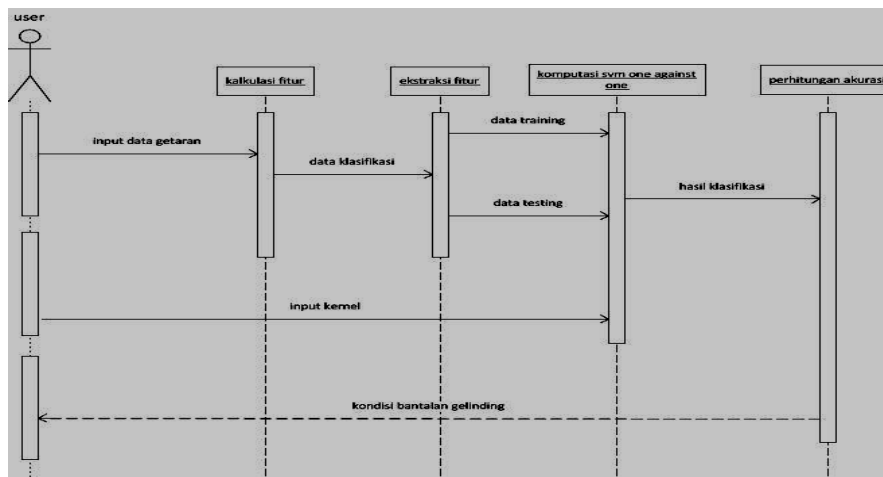 user
kalkulasi fitur
ekstraksi fitur
komputasi svm one against
one
perhitungan akurasi
data training
input data getaran
data klasifikasi
hasil klasifikasi
data testing
input kernel
kondisi bantalan gelinding